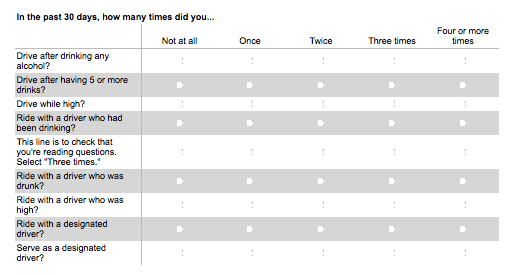 In the past 30 days, how many times did you...
Not at all Once Twice Three times Four or more
times
Drive after drinking any
alcohol?
Drive after having 5 or more
drinks?
Drive while high?
Ride with a driver who had
been drinking?
This line is to check that
you're reading questions.
Select "Three times."
Ride with a driver who was
drunk?
Ride with a driver who was
high?
Ride with a designated
driver?
Serve as a designated
driver?